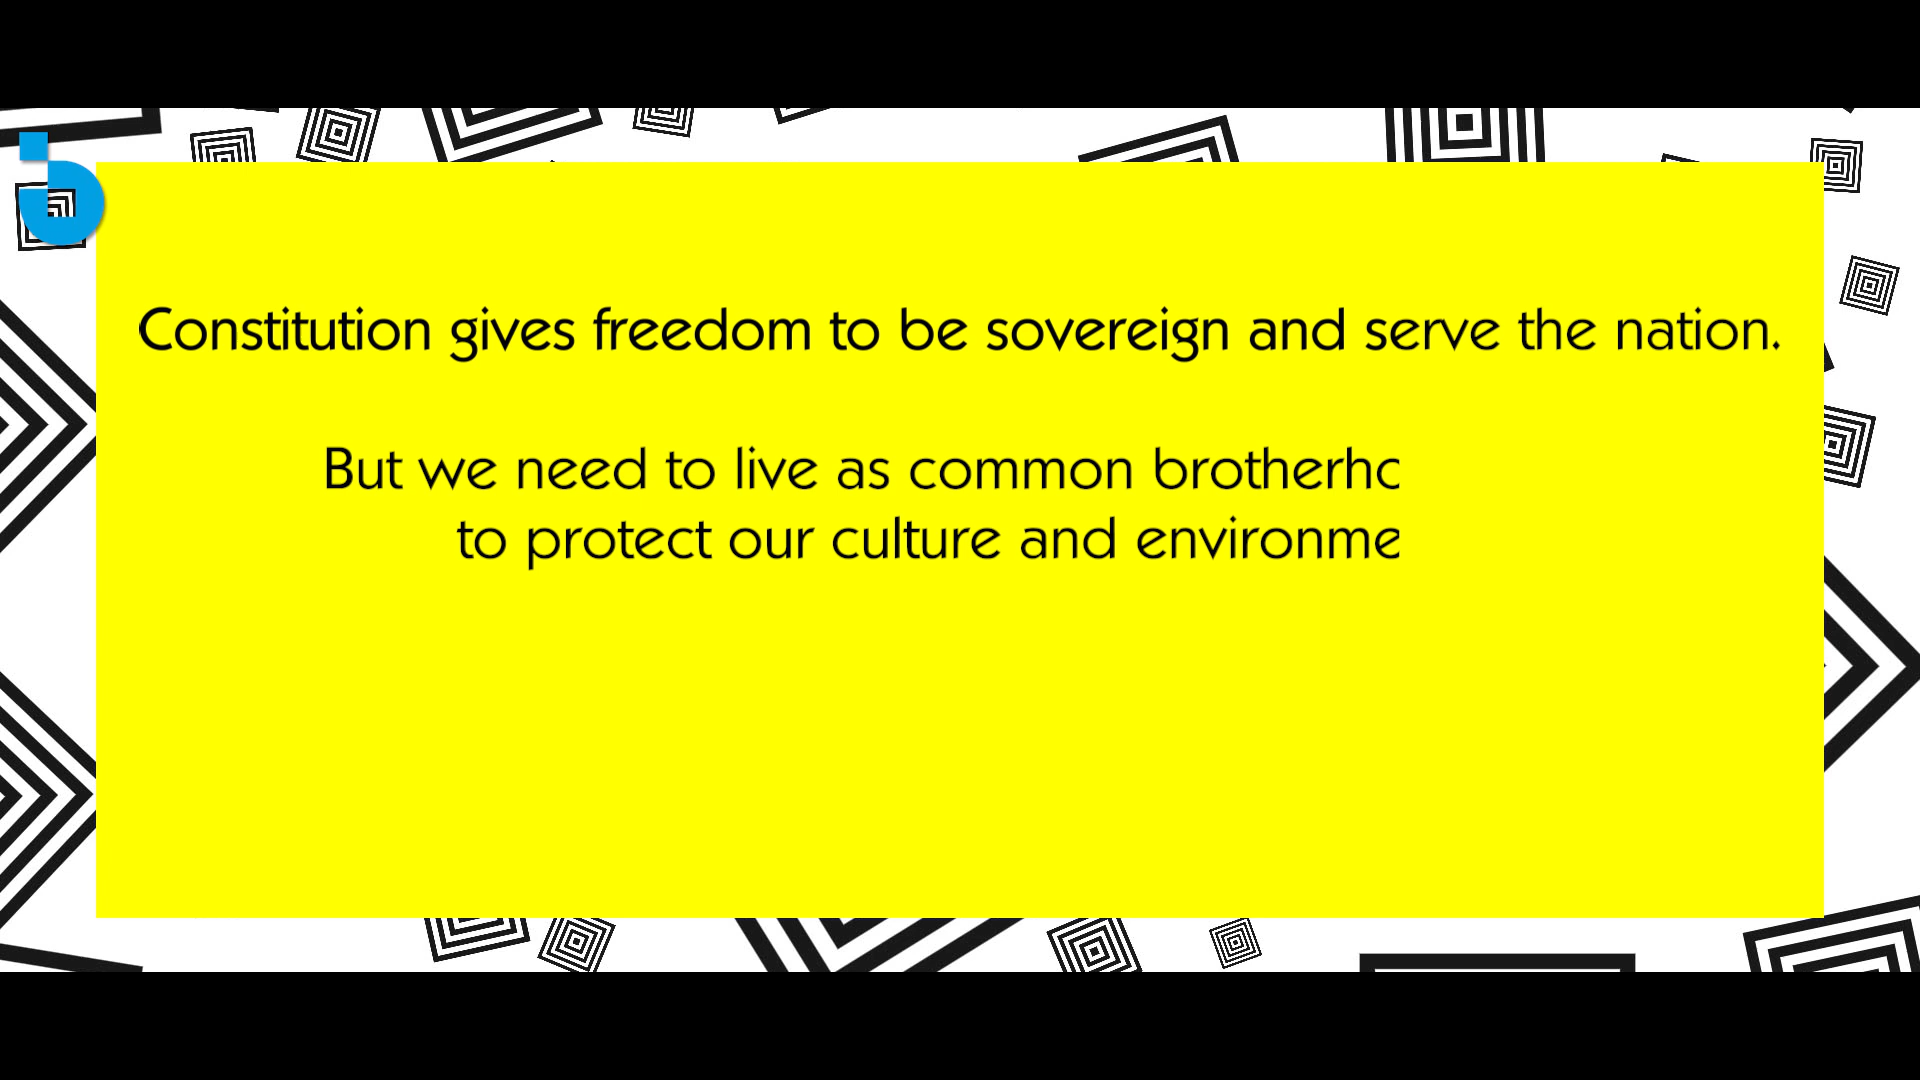 Constitution gives freedom to be sovereign and serve the nation.
But we need to live as common brotherho
to protect our culture and environme